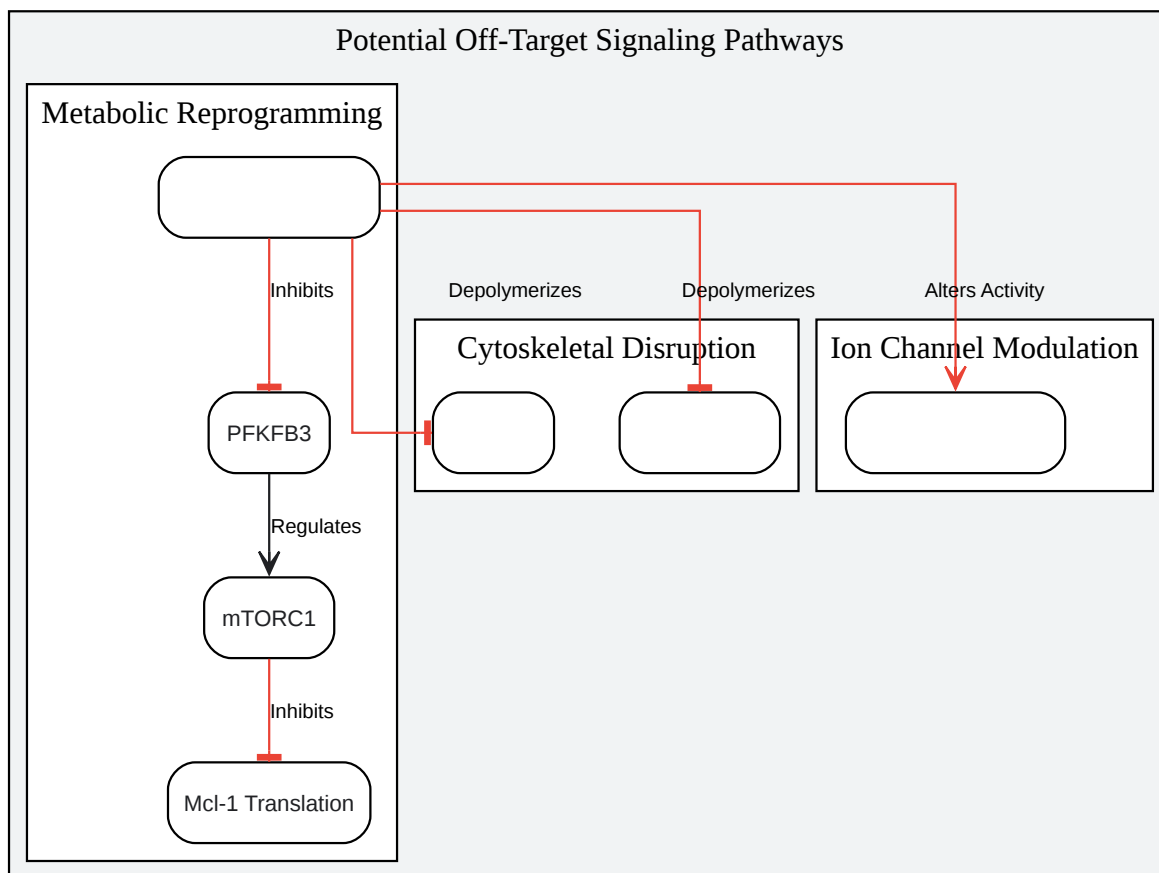 Potential Off-Target Signaling Pathways
Metabolic Reprogramming
Inhibits
Depolymerizes
Depolymerizes
Alters Activity
Cytoskeletal Disruption
Ion Channel Modulation
PFKFB3
Regulates
mTORC1
Inhibits
Mcl-1 Translation